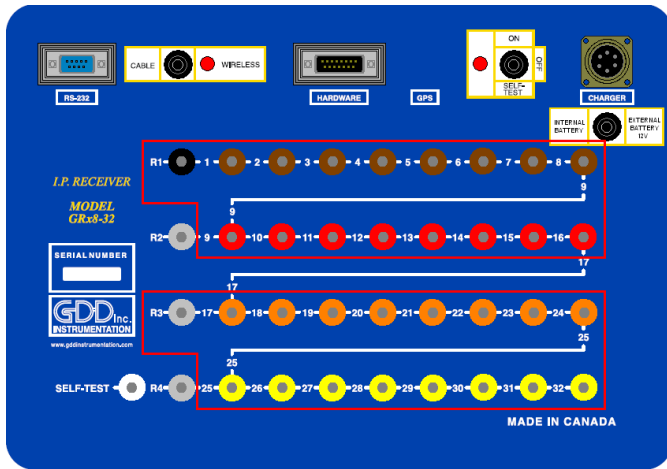 ON
CABLE
WIRELESS
OFF
SELF-
TEST
RS-232
HARDWARE
GPS
CHARGER
INTERNAL
BATTERY
EXTERNAL
BATTERY
12V
R1 1 2 3 4 5 6 7 8
9
I.P. RECEIVER
MODEL
GRx8-32
9
R2 9 10 11 12 13 14 15 16
SERIAL NUMBER
17
17
GDD Inc.
INSTRUMENTATION
R3 17 18 19 20 21 22 23 24
www.gddinstrumentation.com
25
25
SELF-TEST R4 25 26 27 28 29 30 31 32
MADE IN CANADA